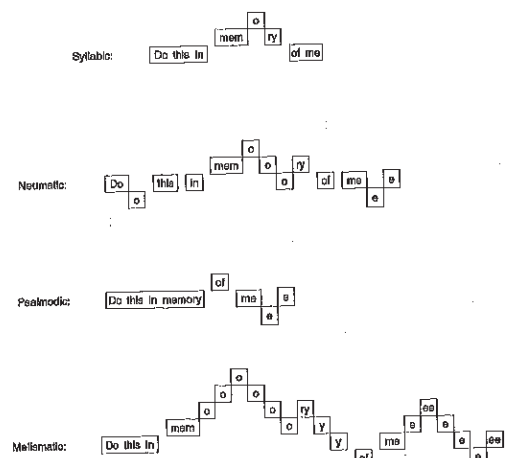 o
mem ry
Syllabic: Do this in of me
o
mem o ry
Neumatic: Do this in o of me e
o e
of
Psalmodic: Do this in memory me e
e
o
o o ee
o o ry e e
mem o y me e ee
Melismatic: Do this in y of e